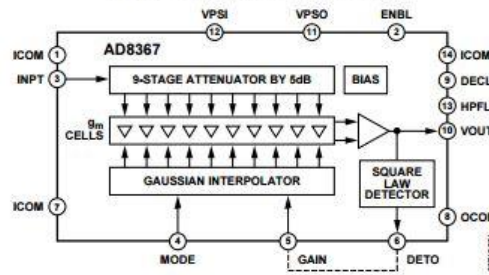 VPSI VPSO ENBL
12 11 2
ICOM 1 AD8367 14 ICOM
INPT 3 9-STAGE ATTENUATOR BY 5dB BIAS 9 DECL
13 HPFL
gm
CELLS 10 VOUT
GAUSSIAN INTERPOLATOR SQUARE
LAW
DETECTOR
ICOM 7 8
4 5 6
MODE GAIN DETO